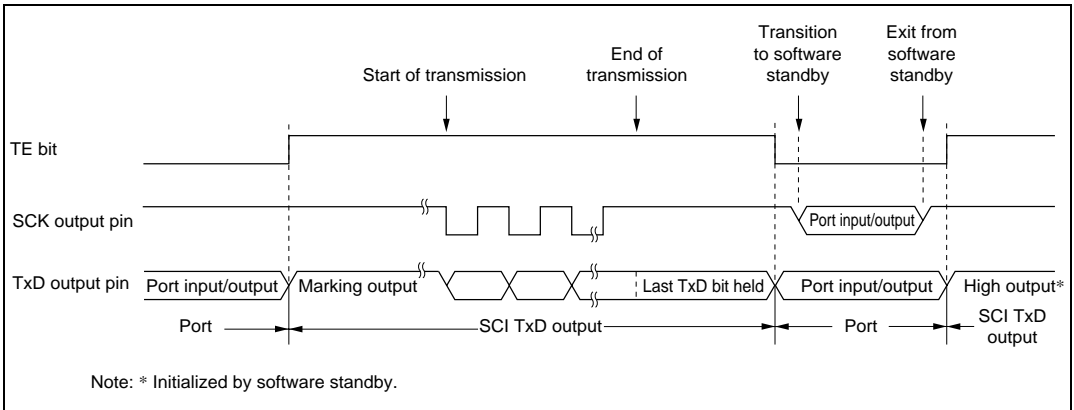 Start of transmission
End of
transmission
Transition
to software
standby
Exit from
software
standby
TE bit
SCK output pin
Port input/output
TxD output pin
Port input/output
Marking output
Last TxD bit held
Port input/output
High output*
Port
SCI TxD output
Port
SCI TxD
output
Note: * Initialized by software standby.